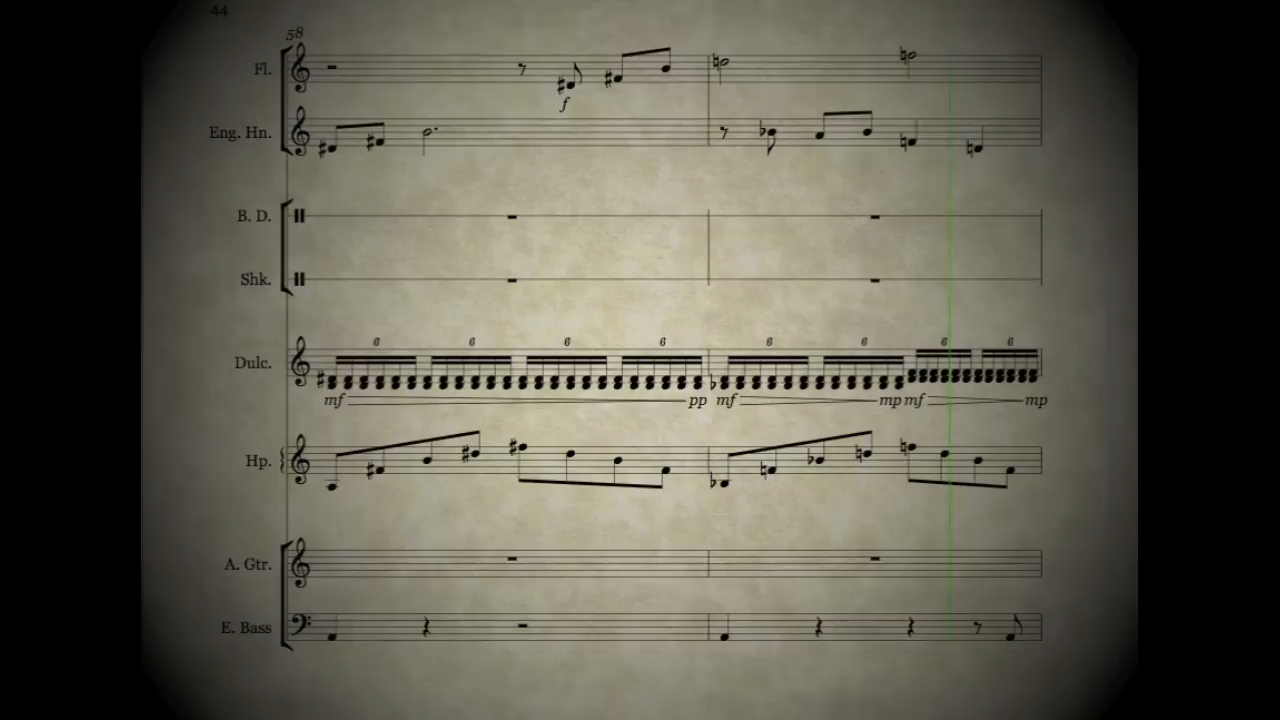 44
58
Fl.
f
Eng. Hn.
B. D.
Shk.
6 6 6 6 6 6 6 6
Dulc.
mf pp mf mp mf mp
Hp.
A. Gtr.
E. Bass